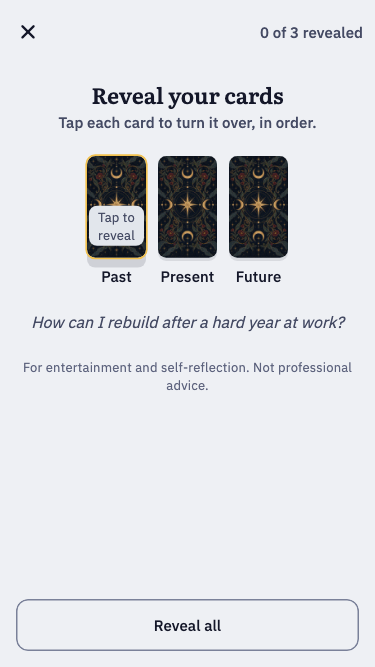 0 of 3 revealed
Reveal your cards
Tap each card to turn it over, in order.
Tap to
reveal
Past
Present
Future
How can I rebuild after a hard year at work?
For entertainment and self-reflection. Not professional
advice.
Reveal all